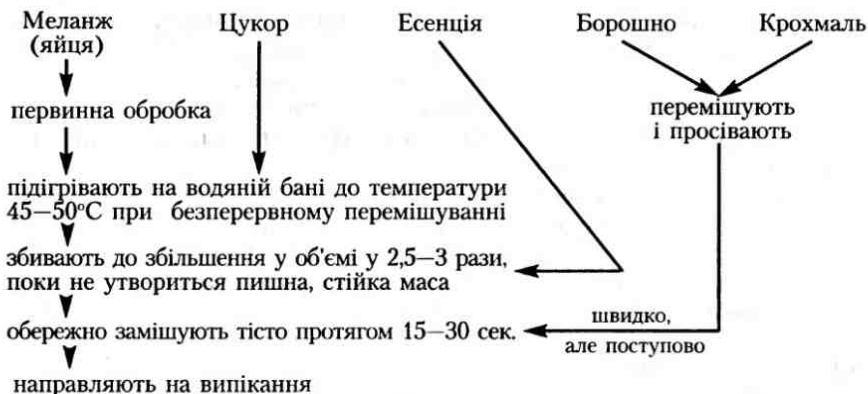 Меланж
(яйця)
Цукор
Есенція
Борошно
Крохмаль
первинна обробка
перемішують
і просівають
підігрівають на водяній бані до температури
45—50°С при безперервному перемішуванні
збивають до збільшення у об'ємі у 2,5—3 рази,
поки не утвориться пишна, стійка маса
обережно замішують тісто протягом 15—30 сек.
швидко,
але поступово
направляють на випікання